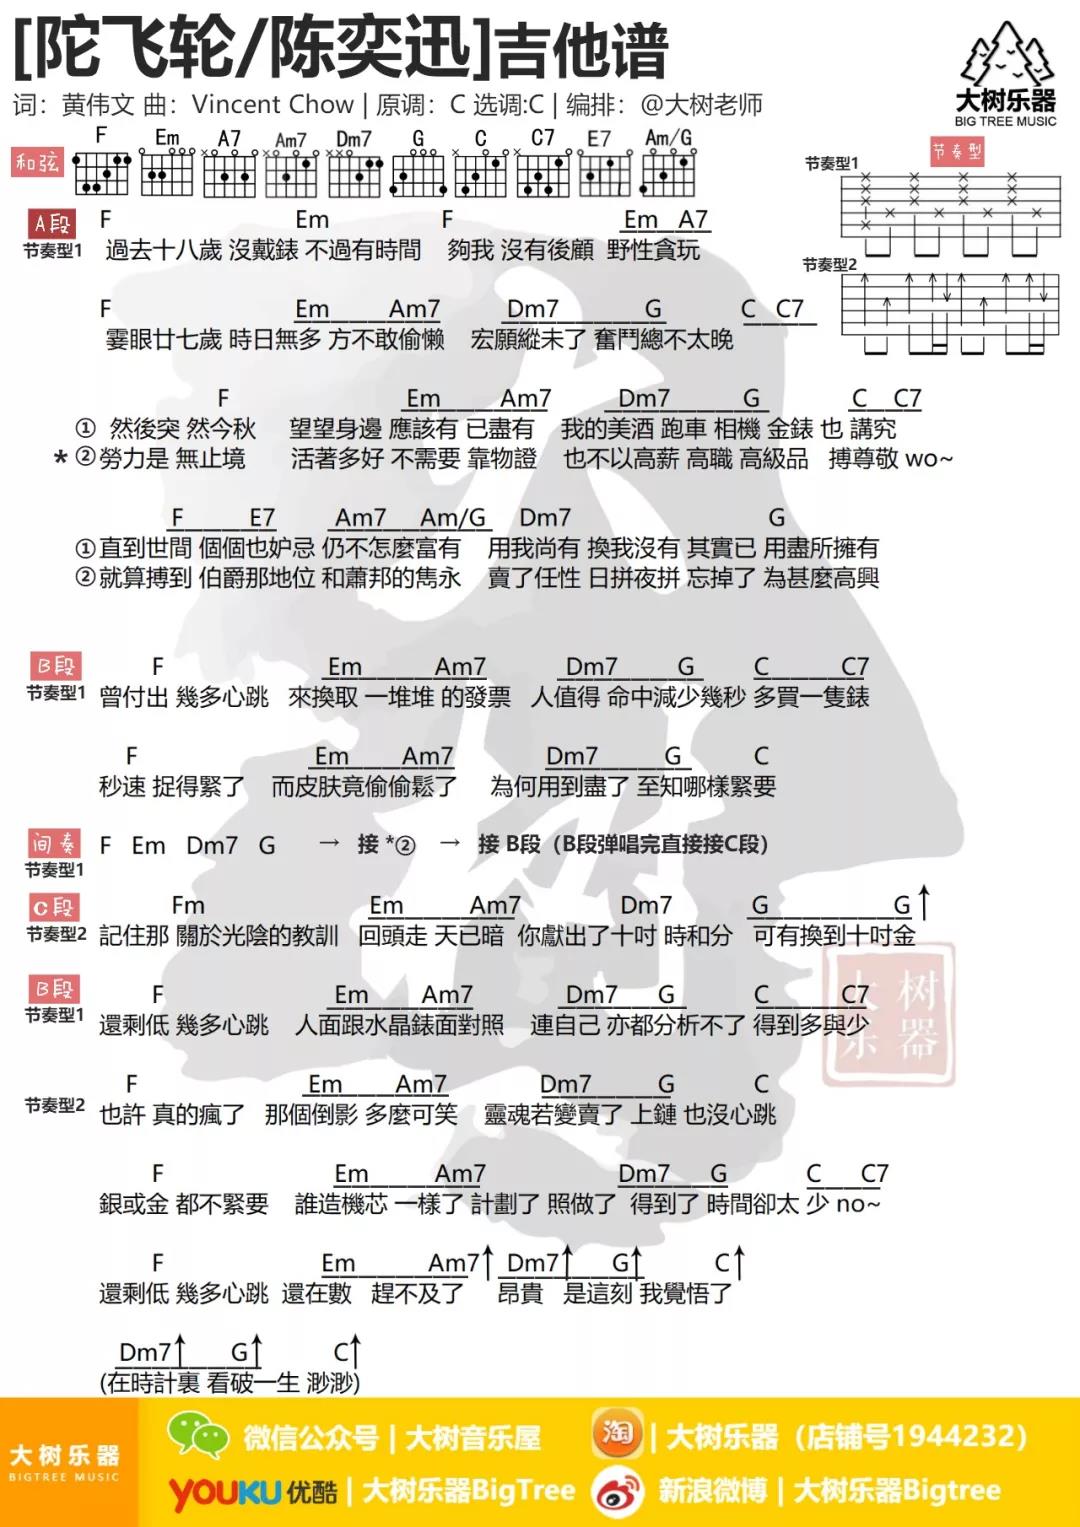 [陀飞轮/陈奕迅]吉他谱
大树乐器
BIG TREE MUSIC
词：黄伟文 曲：Vincent Chow | 原调：C 选调:C | 编排：@大树老师
和弦 F Em A7 Am7 Dm7 G C C7 E7 Am/G
节奏型
节奏型1
节奏型2
A段 F Em F Em A7
节奏型1 過去十八歲 沒戴錶 不過有時間 夠我 沒有後顧 野性貪玩
F Em Am7 Dm7 G C C7
霎眼廿七歲 時日無多 方不敢偷懒 宏願縱未了 奮鬥總不太晚
F Em Am7 Dm7 G C C7
① 然後突 然今秋 望望身邊 應該有 已盡有 我的美酒 跑車 相機 金錶 也 講究
* ② 勞力是 無止境 活著多好 不需要 靠物證 也不以高薪 高職 高級品 搏尊敬 wo~
F E7 Am7 Am/G Dm7 G
① 直到世間 個個也妒忌 仍不怎麼富有 用我尚有 換我沒有 其實已 用盡所擁有
② 就算搏到 伯爵那地位 和蕭邦的雋永 賣了任性 日拼夜拼 忘掉了 為甚麼高興
B段 F Em Am7 Dm7 G C C7
节奏型1 曾付出 幾多心跳 來換取 一堆堆 的發票 人值得 命中減少幾秒 多買一隻錶
F Em Am7 Dm7 G C
秒速 捉得緊了 而皮肤竟偷偷鬆了 為何用到盡了 至知哪樣緊要
间奏 F Em Dm7 G → 接 *② → 接 B段（B段弹唱完直接接C段）
节奏型1
C段 Fm Em Am7 Dm7 G G↑
节奏型2 記住那 關於光陰的教訓 回頭走 天已暗 你獻出了十吋 時和分 可有換到十吋金
B段 F Em Am7 Dm7 G C C7
节奏型1 還剩低 幾多心跳 人面跟水晶錶面對照 連自己 亦都分析不了 得到多與少
F Em Am7 Dm7 G C
节奏型2 也許 真的瘋了 那個倒影 多麼可笑 靈魂若變賣了 上鏈 也沒心跳
F Em Am7 Dm7 G C C7
銀或金 都不緊要 誰造機芯 一樣了 計劃了 照做了 得到了 時間卻太 少 no~
F Em Am7↑ Dm7↑ G↑ C↑
還剩低 幾多心跳 還在數 趕不及了 昂貴 是這刻 我覺悟了
Dm7↑ G↑ C↑
(在時計裏 看破一生 渺渺)
大树乐器
大树乐器
BIGTREE MUSIC
微信公众号 | 大树音乐屋
淘 | 大树乐器（店铺号1944232）
YOUKU 优酷 | 大树乐器BigTree
新浪微博 | 大树乐器Bigtree